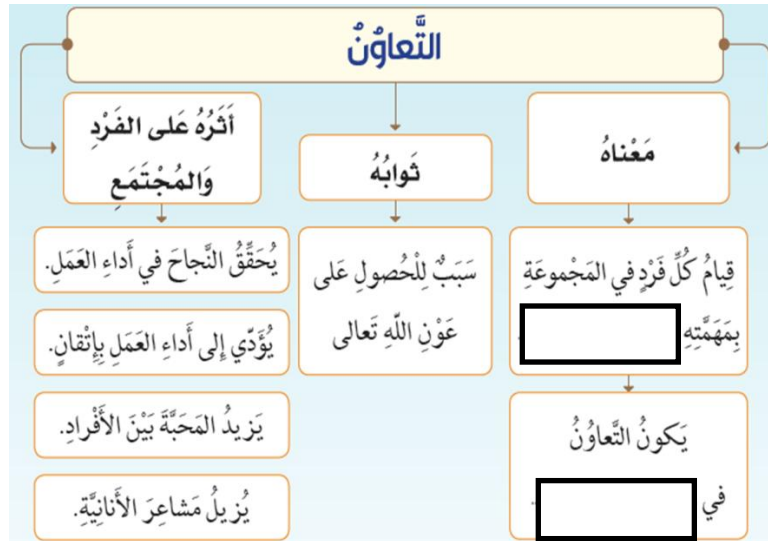 التَّعاوُنُ
مَعْناهُ
قِيامُ كُلِّ فَرْدٍ في المَجْموعَةِ
بِمَهَمَّتِهِ .
يَكونُ التَّعاوُنُ
في .
ثَوابُهُ
سَبَبٌ لِلْحُصولِ عَلى
عَوْنِ اللّهِ تَعالى
أَثَرُهُ عَلى الفَرْدِ
وَالمُجْتَمَعِ
يُحَقِّقُ النَّجاحَ في أَداءِ العَمَلِ.
يُؤَدّي إِلى أَداءِ العَمَلِ بِإِتْقانٍ.
يَزيدُ المَحَبَّةَ بَيْنَ الأَفْرادِ.
يُزيلُ مَشاعِرَ الأَنانِيَّةِ.